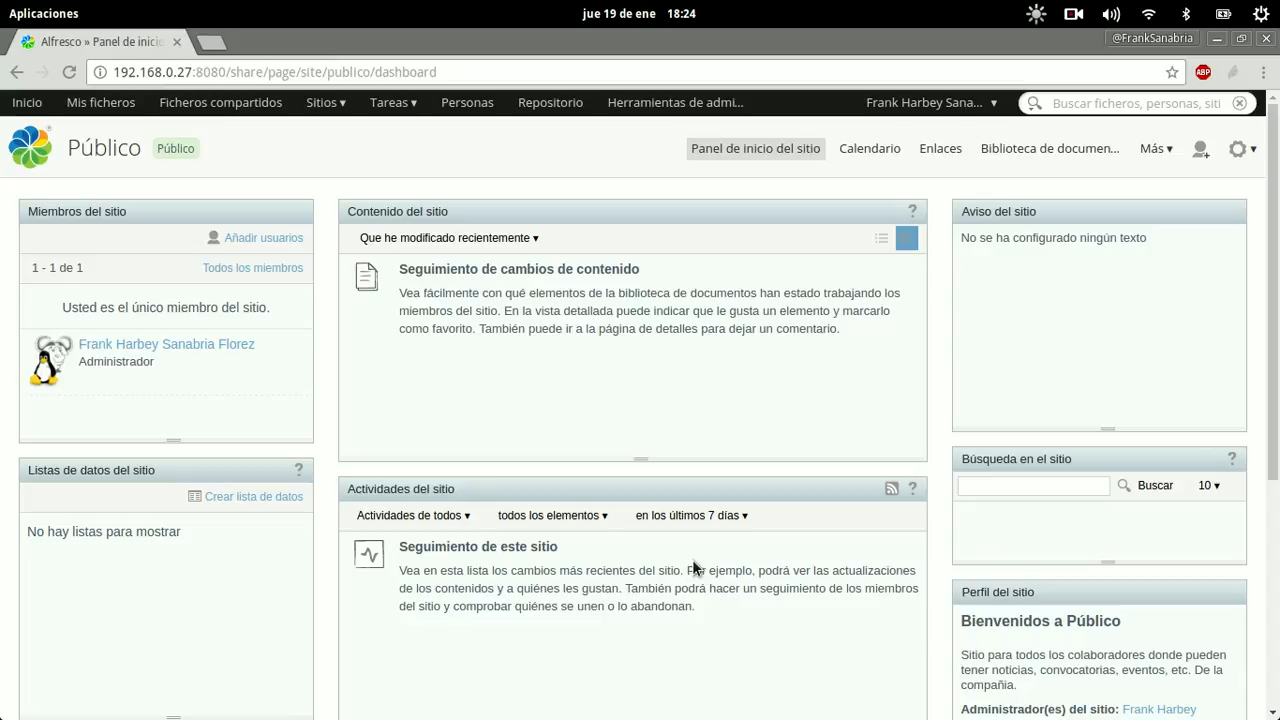 Aplicaciones
jue 19 de ene 18:24
Alfresco » Panel de inicio
@FrankSanabria
192.168.0.27:8080/share/page/site/publico/dashboard
ABP
Inicio Mis ficheros Ficheros compartidos Sitios ▾ Tareas ▾ Personas Repositorio Herramientas de admi... Frank Harbey Sana... ▾ Buscar ficheros, personas, siti
Público Público
Panel de inicio del sitio Calendario Enlaces Biblioteca de documen... Más ▾
Miembros del sitio
Añadir usuarios
1 - 1 de 1 Todos los miembros
Usted es el único miembro del sitio.
Frank Harbey Sanabria Florez
Administrador
Listas de datos del sitio ?
Crear lista de datos
No hay listas para mostrar
Contenido del sitio ?
Que he modificado recientemente ▾
Seguimiento de cambios de contenido
Vea fácilmente con qué elementos de la biblioteca de documentos han estado trabajando los
miembros del sitio. En la vista detallada puede indicar que le gusta un elemento y marcarlo
como favorito. También puede ir a la página de detalles para dejar un comentario.
Actividades del sitio ?
Actividades de todos ▾ todos los elementos ▾ en los últimos 7 días ▾
Seguimiento de este sitio
Vea en esta lista los cambios más recientes del sitio. Por ejemplo, podrá ver las actualizaciones
de los contenidos y a quiénes les gustan. También podrá hacer un seguimiento de los miembros
del sitio y comprobar quiénes se unen o lo abandonan.
Aviso del sitio
No se ha configurado ningún texto
Búsqueda en el sitio ?
Buscar 10 ▾
Perfil del sitio
Bienvenidos a Público
Sitio para todos los colaboradores donde pueden
tener noticias, convocatorias, eventos, etc. De la
compañia.
Administrador(es) del sitio: Frank Harbey